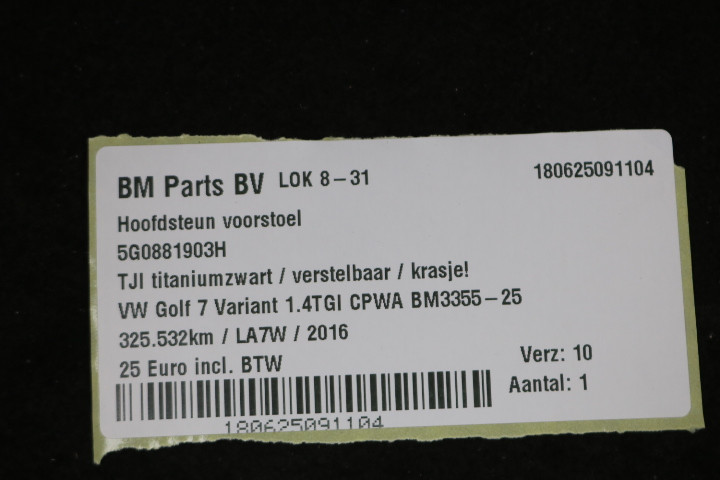 BM Parts BV LOK 8-31 180625091104
Hoofdsteun voorstoel
5G0881903H
TJI titaniumzwart / verstelbaar / krasje!
VW Golf 7 Variant 1.4TGI CPWA BM3355-25
325.532km / LA7W / 2016
25 Euro incl. BTW
Verz: 10
Aantal: 1
180625091104